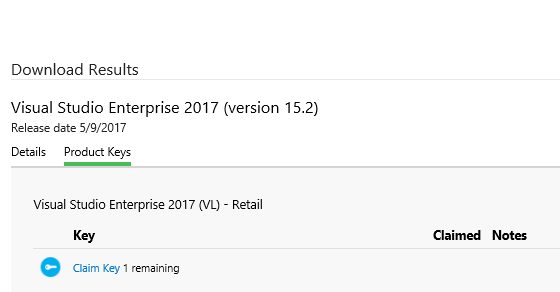 Download Results
Visual Studio Enterprise 2017 (version 15.2)
Release date 5/9/2017
Details Product Keys
Visual Studio Enterprise 2017 (VL) - Retail
Key Claimed Notes
Claim Key 1 remaining